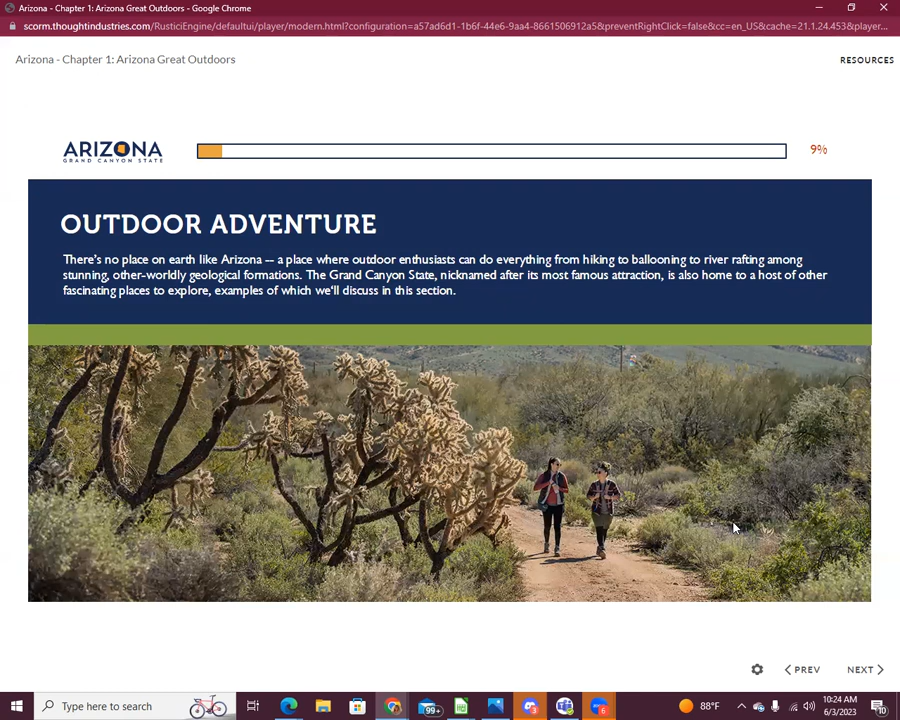 Arizona - Chapter 1: Arizona Great Outdoors - Google Chrome
scorm.thoughtindustries.com/RusticiEngine/defaultui/player/modern.html?configuration=a57ad6d1-1b6f-44e6-9aa4-8661506912a5&preventRightClick=false&cc=en_US&cache=21.1.24.453&player...
Arizona - Chapter 1: Arizona Great Outdoors
RESOURCES
ARIZONA
GRAND CANYON STATE
9%
OUTDOOR ADVENTURE
There's no place on earth like Arizona -- a place where outdoor enthusiasts can do everything from hiking to ballooning to river rafting among
stunning, other-worldly geological formations. The Grand Canyon State, nicknamed after its most famous attraction, is also home to a host of other
fascinating places to explore, examples of which we'll discuss in this section.
PREV
NEXT
Type here to search
99+
3
6
88°F
10:24 AM
6/3/2023
10